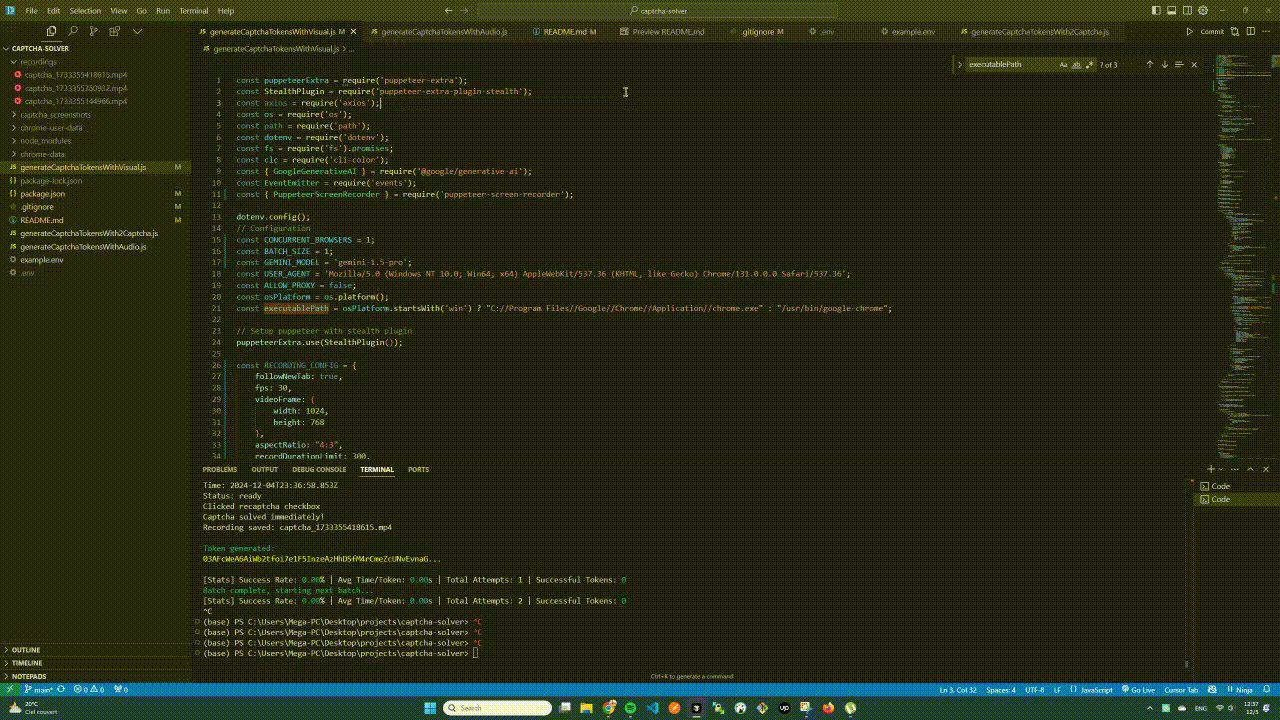 File Edit Selection View Go Run Terminal Help
captcha-solver
generateCaptchaTokensWithVisual.js M
generateCaptchaTokensWithAudio.js
README.md M
Preview README.md
.gitignore M
.env
example.env
generateCaptchaTokensWith2Captcha.js
Commit
CAPTCHA-SOLVER
recordings
captcha_1733355418615.mp4
captcha_1733355350932.mp4
captcha_1733355144966.mp4
captcha_screenshots
chrome-user-data
node_modules
chrome-data
generateCaptchaTokensWithVisual.js M
package-lock.json
package.json M
.gitignore M
README.md M
generateCaptchaTokensWith2Captcha.js
generateCaptchaTokensWithAudio.js
example.env
.env
OUTLINE
TIMELINE
NOTEPADS
generateCaptchaTokensWithVisual.js > ...
executablePath Aa ab ? of 3
1 const puppeteerExtra = require('puppeteer-extra');
2 const StealthPlugin = require('puppeteer-extra-plugin-stealth');
3 const axios = require('axios');
4 const os = require('os');
5 const path = require('path');
6 const dotenv = require('dotenv');
7 const fs = require('fs').promises;
8 const clc = require('cli-color');
9 const { GoogleGenerativeAI } = require('@google/generative-ai');
10 const EventEmitter = require('events');
11 const { PuppeteerScreenRecorder } = require('puppeteer-screen-recorder');
12
13 dotenv.config();
14 // Configuration
15 const CONCURRENT_BROWSERS = 1;
16 const BATCH_SIZE = 1;
17 const GEMINI_MODEL = 'gemini-1.5-pro';
18 const USER_AGENT = 'Mozilla/5.0 (Windows NT 10.0; Win64; x64) AppleWebKit/537.36 (KHTML, like Gecko) Chrome/131.0.0.0 Safari/537.36';
19 const ALLOW_PROXY = false;
20 const osPlatform = os.platform();
21 const executablePath = osPlatform.startsWith('win') ? "C://Program Files//Google//Chrome//Application//chrome.exe" : "/usr/bin/google-chrome";
22
23 // Setup puppeteer with stealth plugin
24 puppeteerExtra.use(StealthPlugin());
25
26 const RECORDING_CONFIG = {
27 followNewTab: true,
28 fps: 30,
29 videoFrame: {
30 width: 1024,
31 height: 768
32 },
33 aspectRatio: "4:3",
34 recordDurationLimit: 300,
PROBLEMS OUTPUT DEBUG CONSOLE TERMINAL PORTS
Time: 2024-12-04T23:36:58.853Z
Status: ready
Clicked recaptcha checkbox
Captcha solved immediately!
Recording saved: captcha_1733355418615.mp4
Token generated:
03AFcWeA6AiWb2tfoi7e1F5InzeAzHhDSfM4rCmeZcUNvEvnaG...
[Stats] Success Rate: 0.00% | Avg Time/Token: 0.00s | Total Attempts: 1 | Successful Tokens: 0
Batch complete, starting next batch...
[Stats] Success Rate: 0.00% | Avg Time/Token: 0.00s | Total Attempts: 2 | Successful Tokens: 0
^C
(base) PS C:\Users\Mega-PC\Desktop\projects\captcha-solver> ^C
(base) PS C:\Users\Mega-PC\Desktop\projects\captcha-solver> ^C
(base) PS C:\Users\Mega-PC\Desktop\projects\captcha-solver> ^C
(base) PS C:\Users\Mega-PC\Desktop\projects\captcha-solver>
Code
Code
Ctrl+K to generate a command
main* 0 0 0 Ln 3, Col 32 Spaces: 4 UTF-8 LF JavaScript Go Live Cursor Tab Ninja
20°C
Ciel couvert
Search
ENG
12:37
12/5